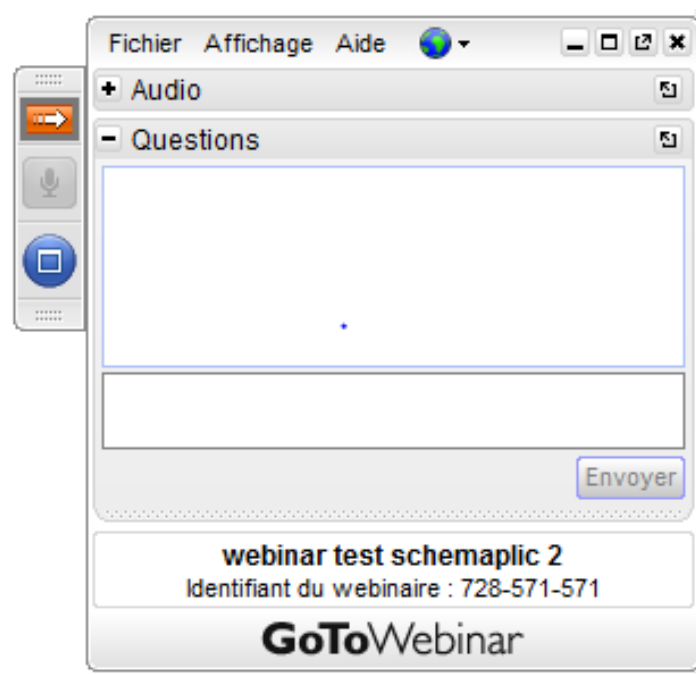 Fichier Affichage Aide
Audio
Questions
Envoyer
webinar test schemaplic 2
Identifiant du webinaire : 728-571-571
GoToWebinar